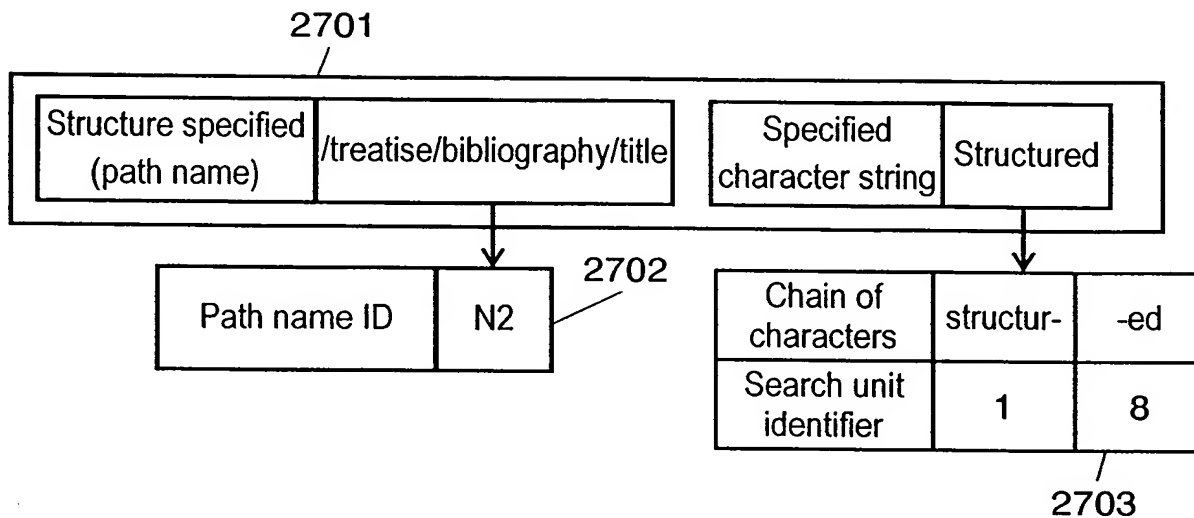 2701
Structure specified
(path name)
/treatise/bibliography/title
Specified
character string
Structured
Path name ID
N2
2702
Chain of
characters
structur-
-ed
Search unit
identifier
1
8
2703